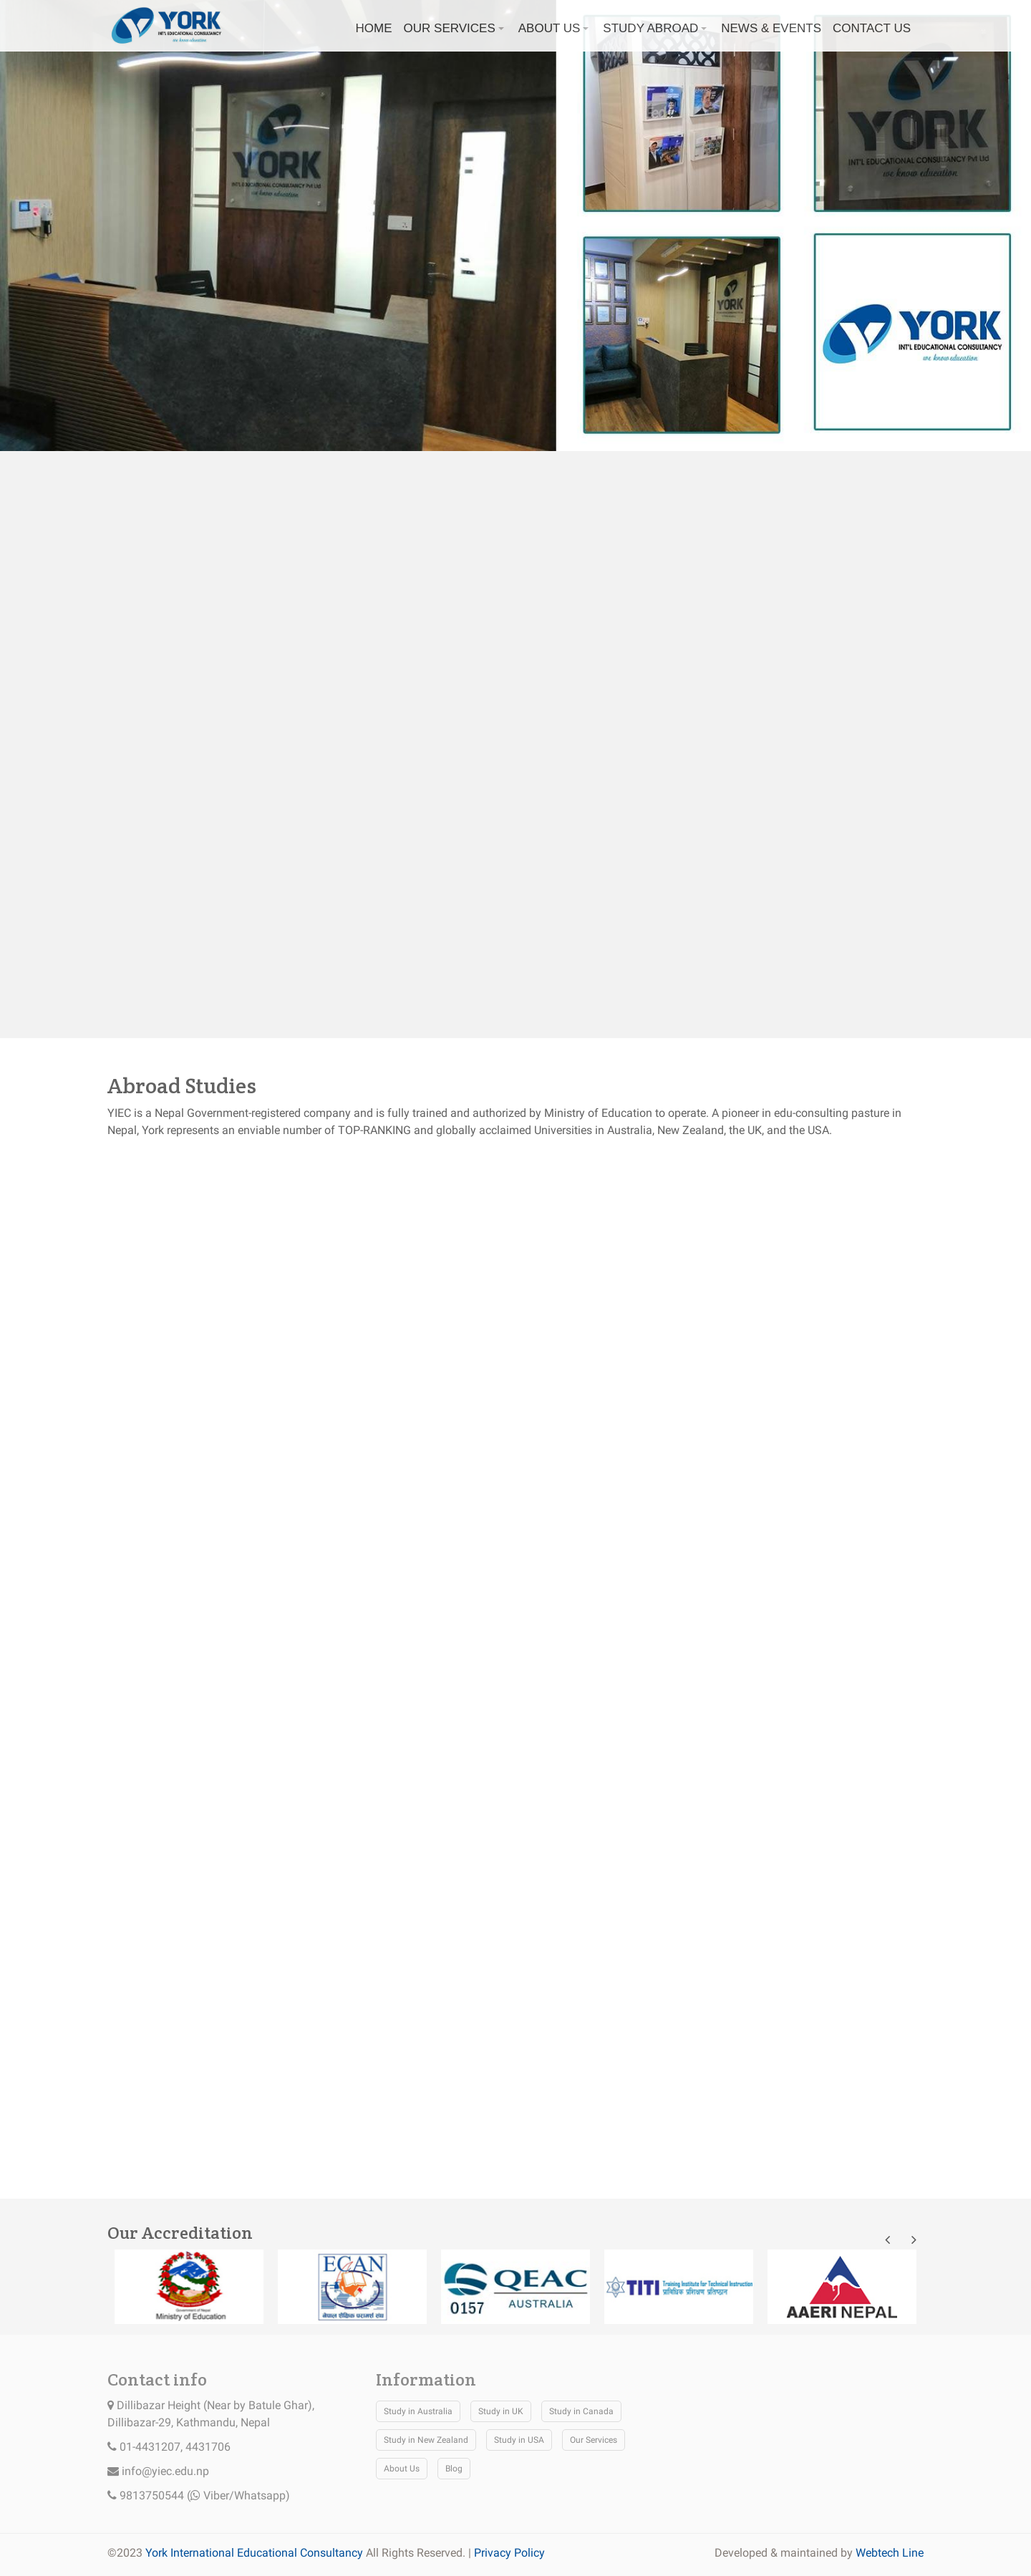 YORK
INT'L EDUCATIONAL CONSULTANCY
we know education
HOME OUR SERVICES ABOUT US STUDY ABROAD NEWS & EVENTS CONTACT US
YORK
INT'L EDUCATIONAL CONSULTANCY Pvt Ltd
we know education
YORK
INT'L EDUCATIONAL CONSULTANCY Pvt Ltd
we know education
YORK
YORK
INT'L EDUCATIONAL CONSULTANCY
we know education
Abroad Studies
YIEC is a Nepal Government-registered company and is fully trained and authorized by Ministry of Education to operate. A pioneer in edu-consulting pasture in
Nepal, York represents an enviable number of TOP-RANKING and globally acclaimed Universities in Australia, New Zealand, the UK, and the USA.
Our Accreditation
Government of Nepal
Ministry of Education
ECAN
नेपाल शैक्षिक परामर्श संघ
QEAC
0157 AUSTRALIA
TITI Training Institute for Technical Instruction
प्राविधिक प्रशिक्षण प्रतिष्ठान
AAERI NEPAL
Contact info
Dillibazar Height (Near by Batule Ghar),
Dillibazar-29, Kathmandu, Nepal
01-4431207, 4431706
info@yiec.edu.np
9813750544 ( Viber/Whatsapp)
Information
Study in Australia Study in UK Study in Canada
Study in New Zealand Study in USA Our Services
About Us Blog
©2023 York International Educational Consultancy All Rights Reserved. | Privacy Policy
Developed & maintained by Webtech Line